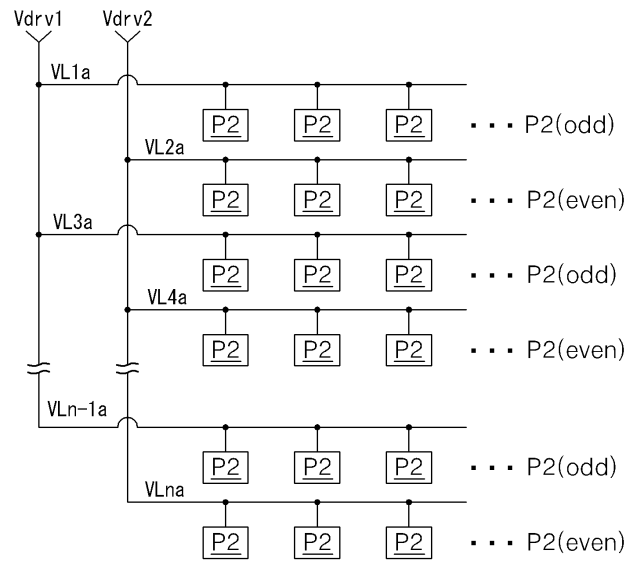 Vdrv1 Vdrv2
VL1a
P2 P2 P2 ··· P2(odd)
VL2a
P2 P2 P2 ··· P2(even)
VL3a
P2 P2 P2 ··· P2(odd)
VL4a
P2 P2 P2 ··· P2(even)
VLn-1a
P2 P2 P2 ··· P2(odd)
VLna
P2 P2 P2 ··· P2(even)